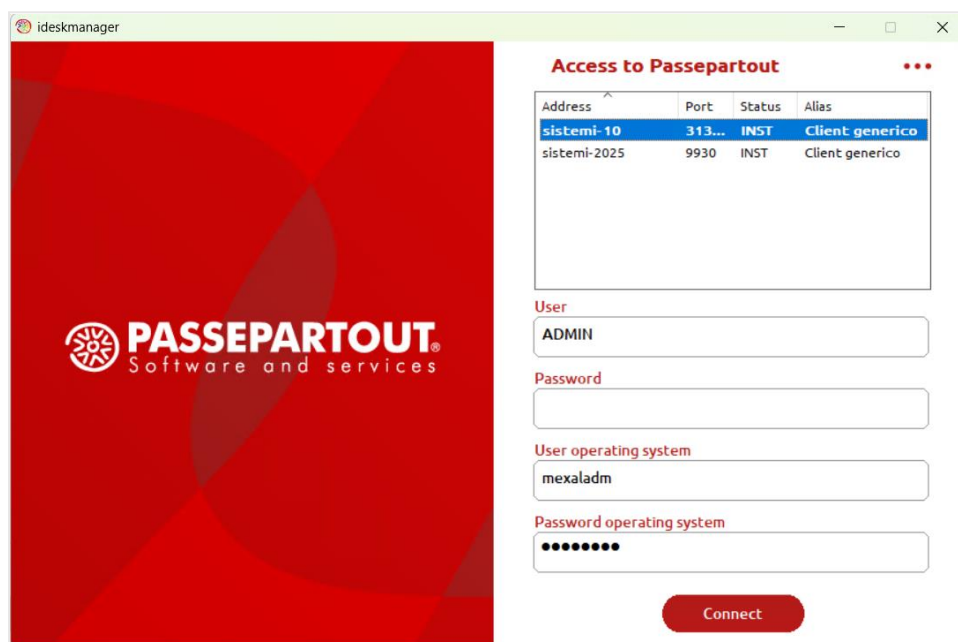 ideskmanager
Access to Passepartout
Address Port Status Alias
sistemi-10 313... INST Client generico
sistemi-2025 9930 INST Client generico
PASSEPARTOUT®
Software and services
User
ADMIN
Password
User operating system
mexaladm
Password operating system
●●●●●●●●
Connect